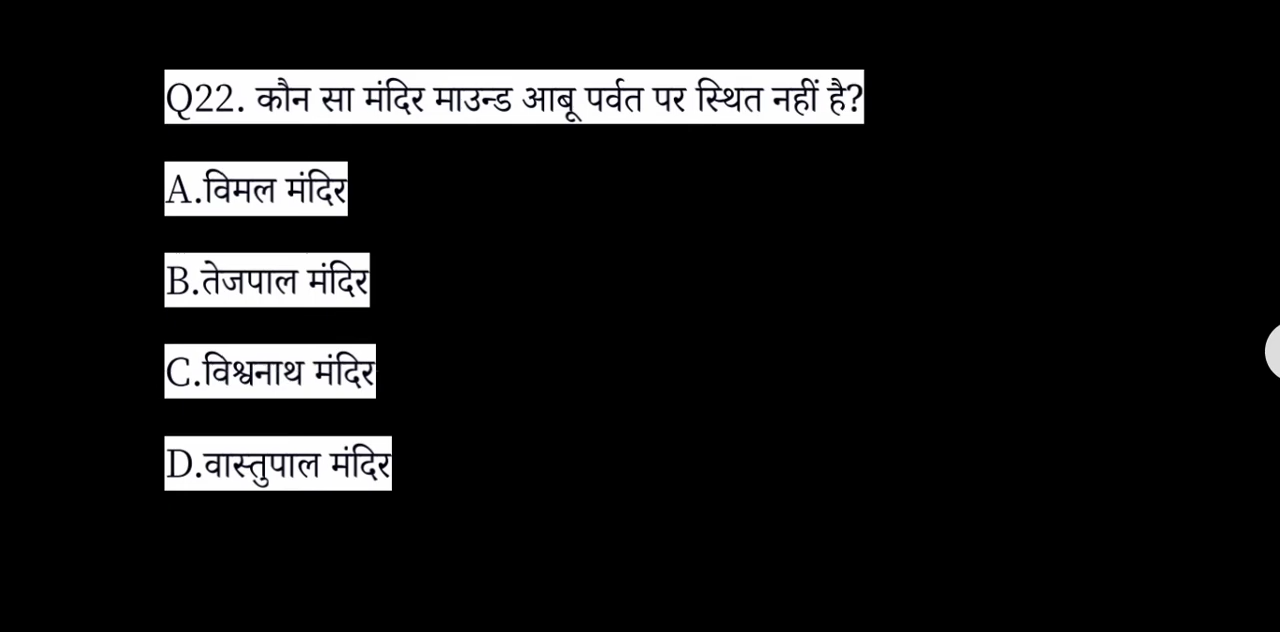 Q22. कौन सा मंदिर माउन्ड आबू पर्वत पर स्थित नहीं है?
A.विमल मंदिर
B.तेजपाल मंदिर
C.विश्वनाथ मंदिर
D.वास्तुपाल मंदिर